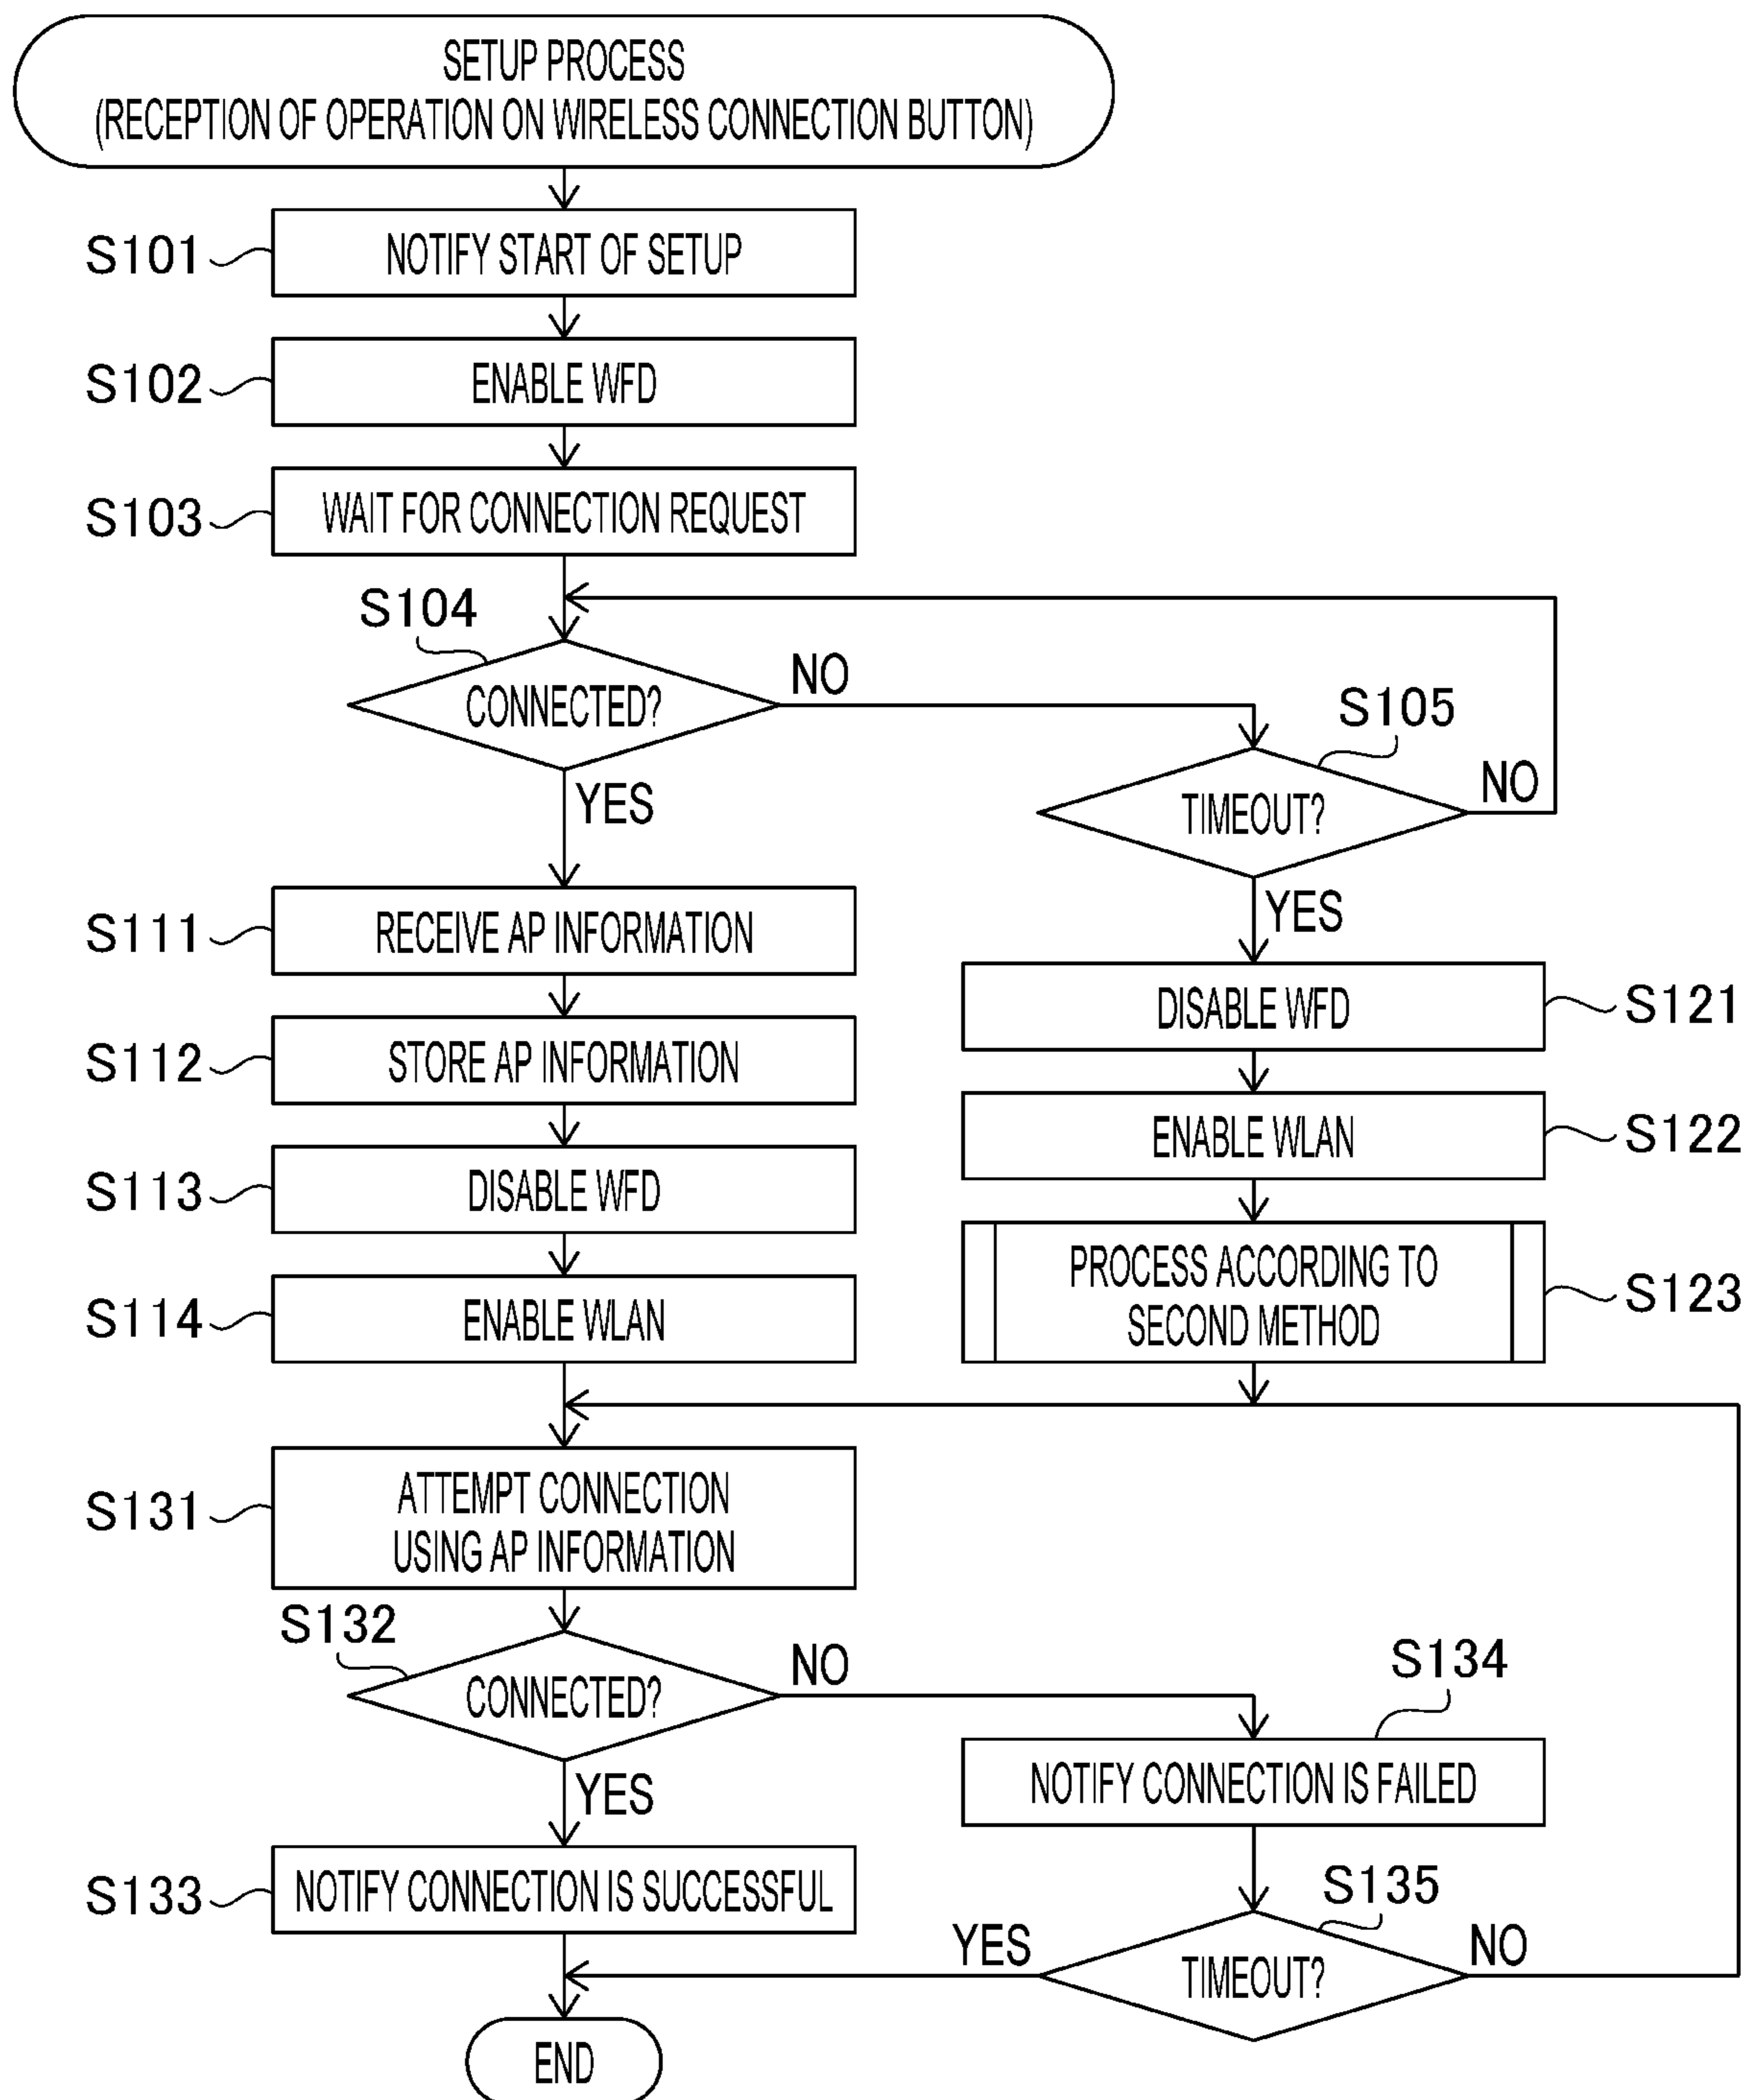 SETUP PROCESS
(RECEPTION OF OPERATION ON WIRELESS CONNECTION BUTTON)
S101
NOTIFY START OF SETUP
S102
ENABLE WFD
S103
WAIT FOR CONNECTION REQUEST
S104
CONNECTED?
NO
YES
S105
TIMEOUT?
NO
YES
S111
RECEIVE AP INFORMATION
S112
STORE AP INFORMATION
S113
DISABLE WFD
S114
ENABLE WLAN
DISABLE WFD
S121
ENABLE WLAN
S122
PROCESS ACCORDING TO
SECOND METHOD
S123
S131
ATTEMPT CONNECTION
USING AP INFORMATION
S132
CONNECTED?
NO
YES
S134
NOTIFY CONNECTION IS FAILED
S133
NOTIFY CONNECTION IS SUCCESSFUL
S135
TIMEOUT?
YES
NO
END